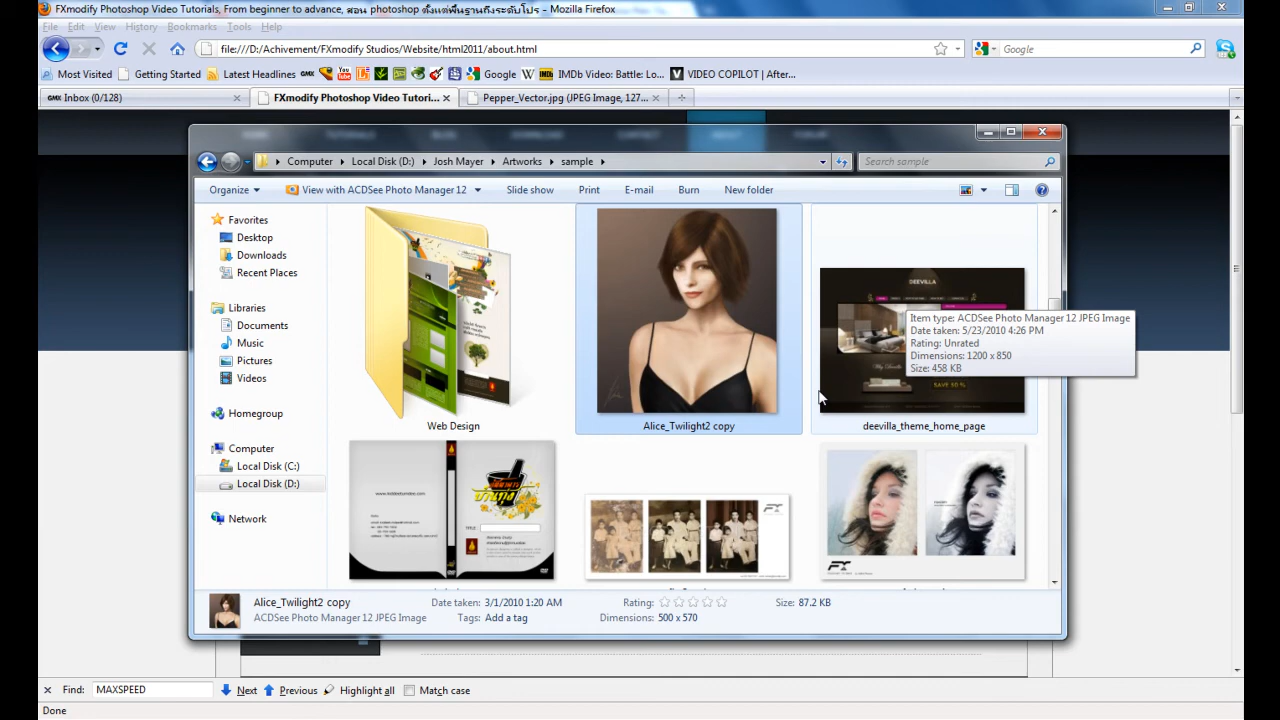 FXmodify Photoshop Video Tutorials, From beginner to advance, สอน photoshop ตั้งแต่พื้นฐานถึงระดับโปร - Mozilla Firefox
File Edit View History Bookmarks Tools Help
file:///D:/Achivement/FXmodify Studios/Website/html2011/about.html
Google
Most Visited Getting Started Latest Headlines GMX Google IMDb Video: Battle: Lo... VIDEO COPILOT | After...
GMX Inbox (0/128) FXmodify Photoshop Video Tutori... Pepper_Vector.jpg (JPEG Image, 127...
Computer Local Disk (D:) Josh Mayer Artworks sample Search sample
Organize View with ACDSee Photo Manager 12 Slide show Print E-mail Burn New folder
Favorites
Desktop
Downloads
Recent Places
Libraries
Documents
Music
Pictures
Videos
Homegroup
Computer
Local Disk (C:)
Local Disk (D:)
Network
DEEVILLA
Item type: ACDSee Photo Manager 12 JPEG Image
Date taken: 5/23/2010 4:26 PM
Rating: Unrated
Dimensions: 1200 x 850
Size: 458 KB
SAVE 50 %
Web Design Alice_Twilight2 copy deevilla_theme_home_page
TITLE:
FX
FX
Alice_Twilight2 copy Date taken: 3/1/2010 1:20 AM Rating: Size: 87.2 KB
ACDSee Photo Manager 12 JPEG Image Tags: Add a tag Dimensions: 500 x 570
Find: MAXSPEED Next Previous Highlight all Match case
Done